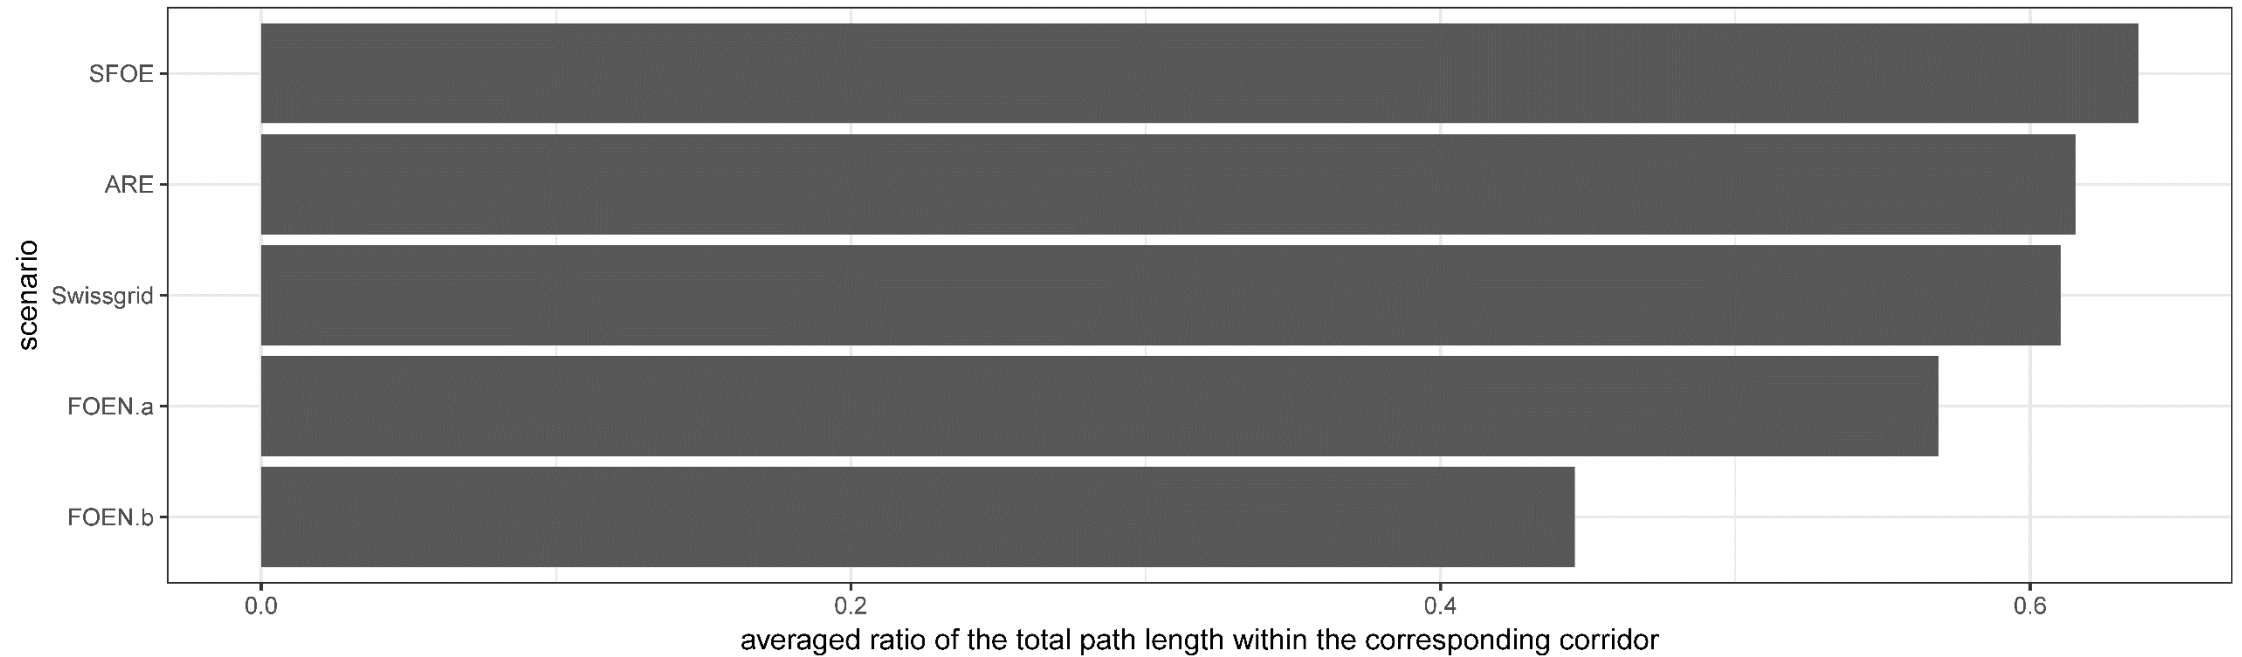 SFOE
ARE
Swissgrid
FOEN.a
FOEN.b
scenario
0.0 0.2 0.4 0.6
averaged ratio of the total path length within the corresponding corridor